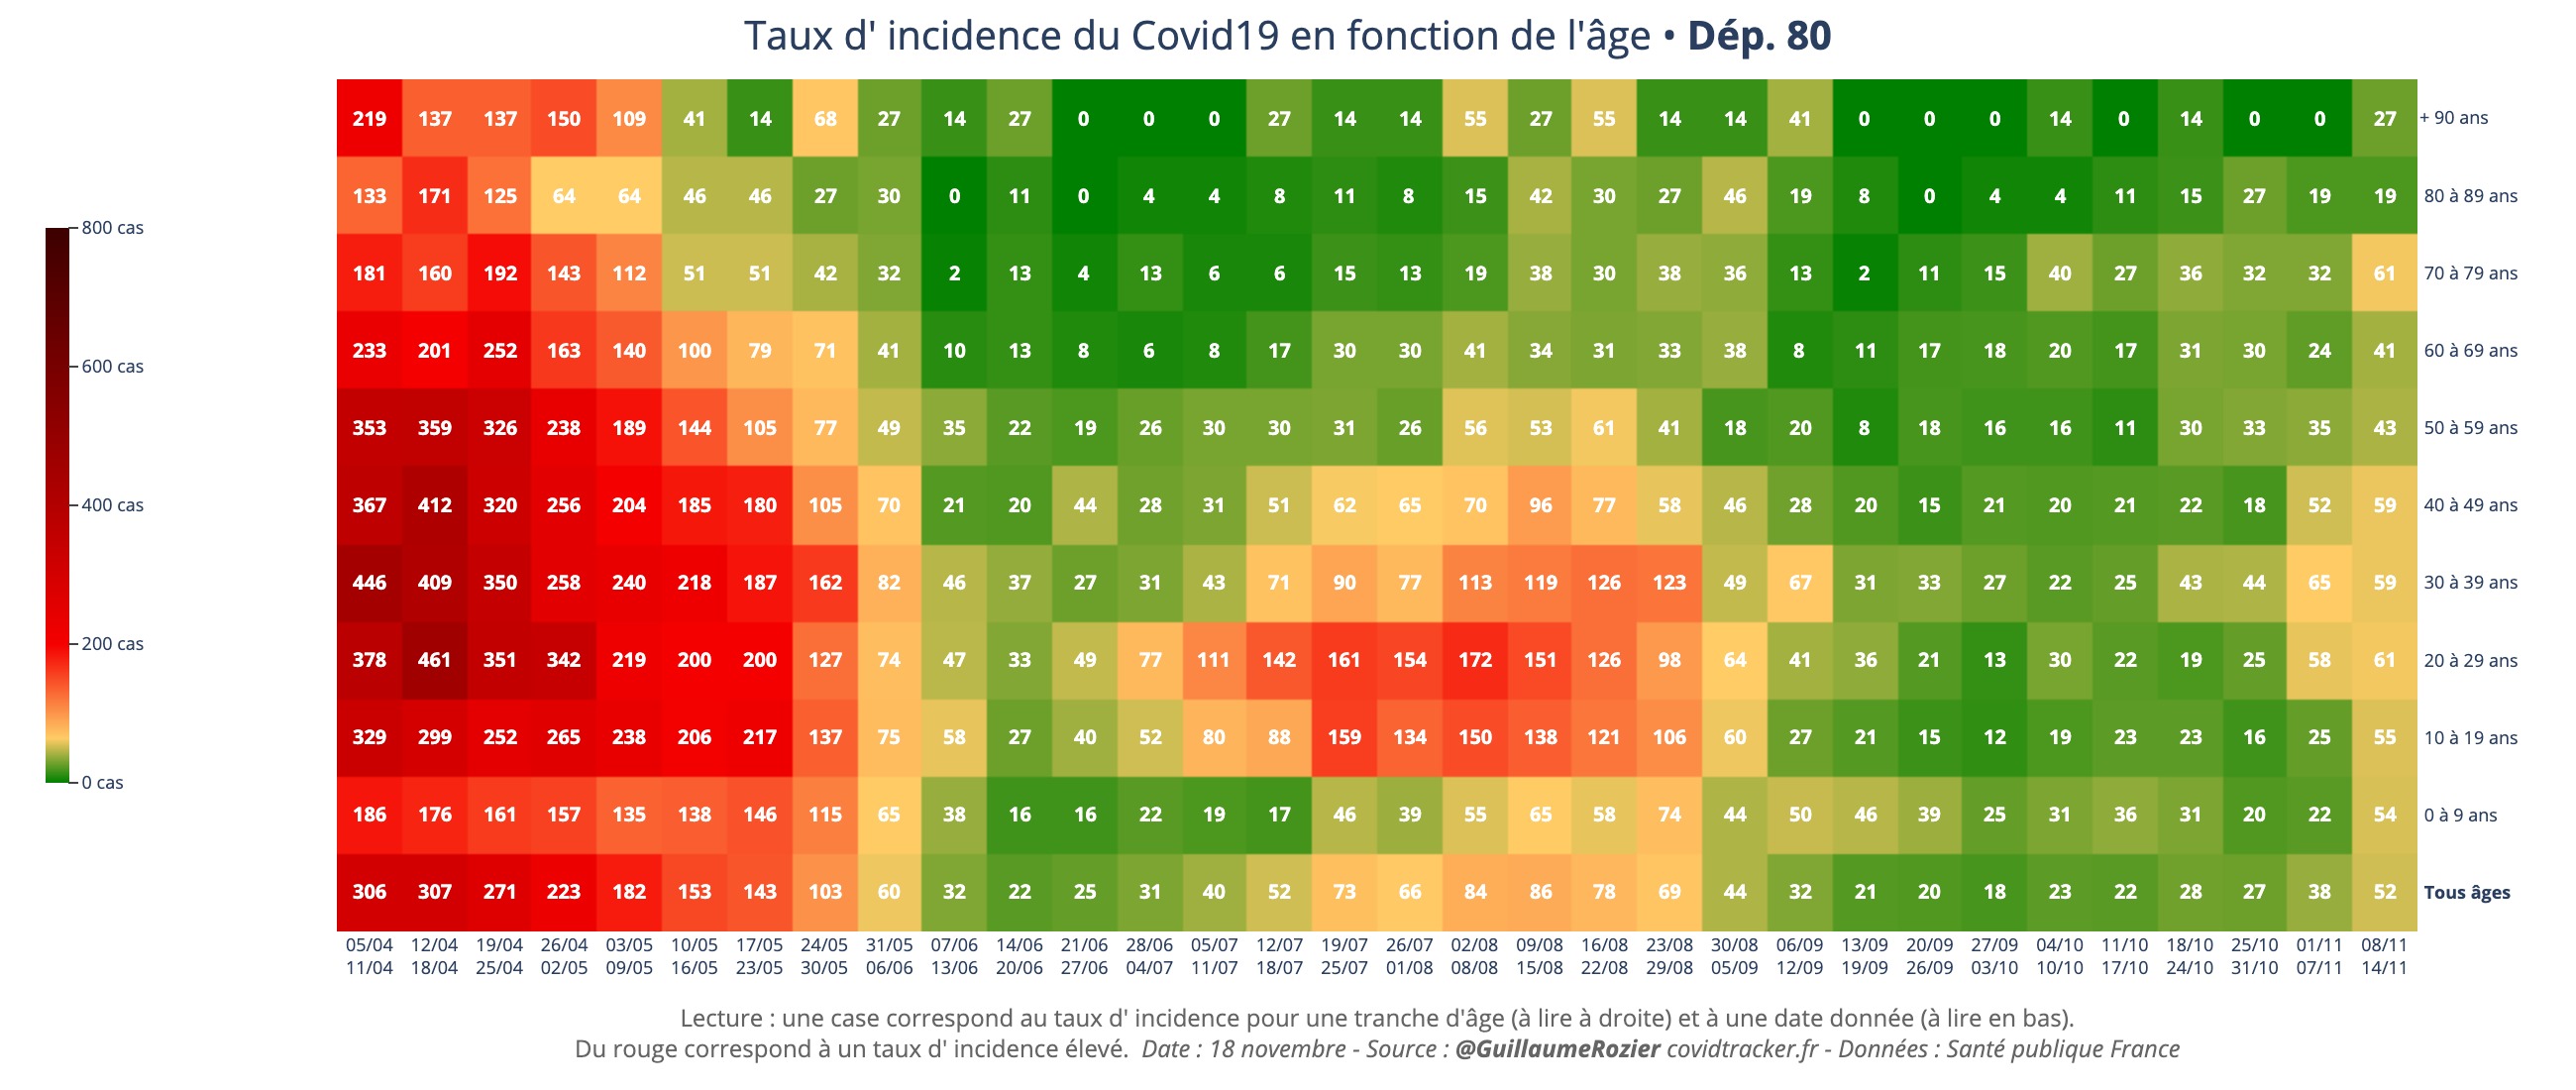 Taux d' incidence du Covid19 en fonction de l'âge • Dép. 80
219 137 137 150 109 41 14 68 27 14 27 0 0 0 27 14 14 55 27 55 14 14 41 0 0 0 14 0 14 0 0 27 + 90 ans
133 171 125 64 64 46 46 27 30 0 11 0 4 4 8 11 8 15 42 30 27 46 19 8 0 4 4 11 15 27 19 19 80 à 89 ans
800 cas
181 160 192 143 112 51 51 42 32 2 13 4 13 6 6 15 13 19 38 30 38 36 13 2 11 15 40 27 36 32 32 61 70 à 79 ans
233 201 252 163 140 100 79 71 41 10 13 8 6 8 17 30 30 41 34 31 33 38 8 11 17 18 20 17 31 30 24 41 60 à 69 ans
600 cas
353 359 326 238 189 144 105 77 49 35 22 19 26 30 30 31 26 56 53 61 41 18 20 8 18 16 16 11 30 33 35 43 50 à 59 ans
400 cas
367 412 320 256 204 185 180 105 70 21 20 44 28 31 51 62 65 70 96 77 58 46 28 20 15 21 20 21 22 18 52 59 40 à 49 ans
446 409 350 258 240 218 187 162 82 46 37 27 31 43 71 90 77 113 119 126 123 49 67 31 33 27 22 25 43 44 65 59 30 à 39 ans
200 cas
378 461 351 342 219 200 200 127 74 47 33 49 77 111 142 161 154 172 151 126 98 64 41 36 21 13 30 22 19 25 58 61 20 à 29 ans
329 299 252 265 238 206 217 137 75 58 27 40 52 80 88 159 134 150 138 121 106 60 27 21 15 12 19 23 23 16 25 55 10 à 19 ans
0 cas
186 176 161 157 135 138 146 115 65 38 16 16 22 19 17 46 39 55 65 58 74 44 50 46 39 25 31 36 31 20 22 54 0 à 9 ans
306 307 271 223 182 153 143 103 60 32 22 25 31 40 52 73 66 84 86 78 69 44 32 21 20 18 23 22 28 27 38 52 Tous âges
05/04 12/04 19/04 26/04 03/05 10/05 17/05 24/05 31/05 07/06 14/06 21/06 28/06 05/07 12/07 19/07 26/07 02/08 09/08 16/08 23/08 30/08 06/09 13/09 20/09 27/09 04/10 11/10 18/10 25/10 01/11 08/11
11/04 18/04 25/04 02/05 09/05 16/05 23/05 30/05 06/06 13/06 20/06 27/06 04/07 11/07 18/07 25/07 01/08 08/08 15/08 22/08 29/08 05/09 12/09 19/09 26/09 03/10 10/10 17/10 24/10 31/10 07/11 14/11
Lecture : une case correspond au taux d' incidence pour une tranche d'âge (à lire à droite) et à une date donnée (à lire en bas).
Du rouge correspond à un taux d' incidence élevé. Date : 18 novembre - Source : @GuillaumeRozier covidtracker.fr - Données : Santé publique France